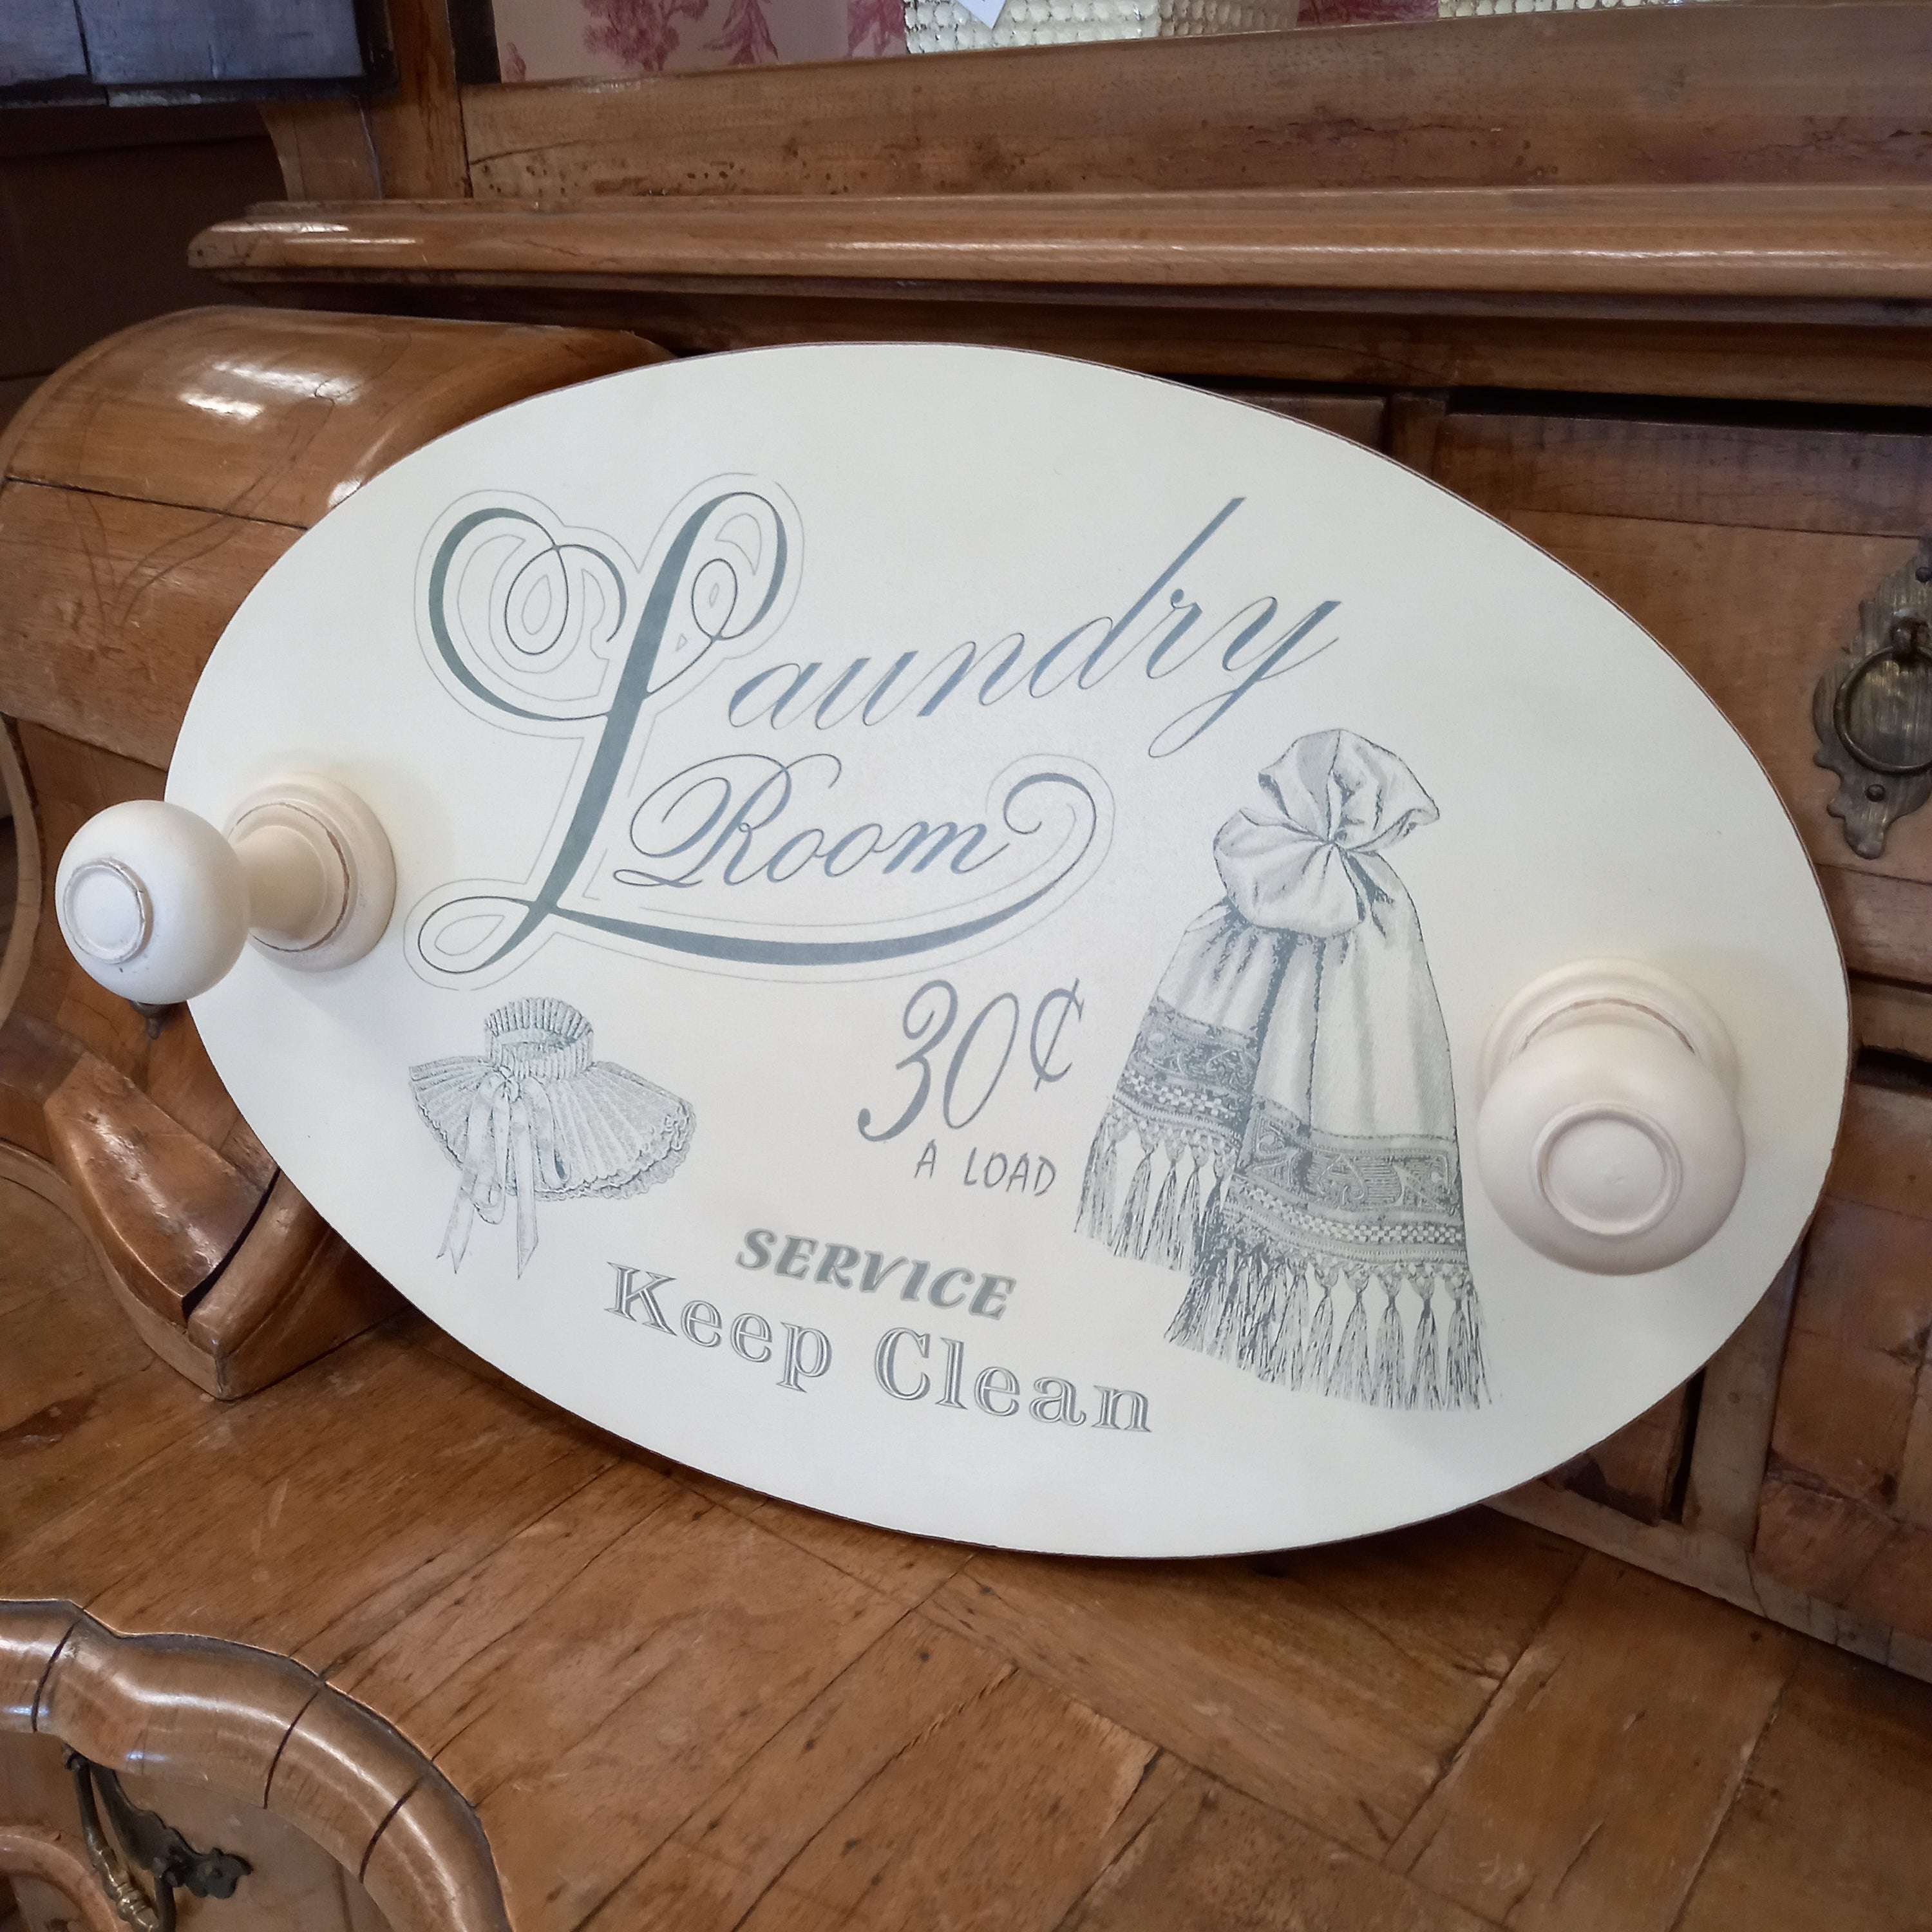 Laundry
Room
30¢
A LOAD
SERVICE
Keep Clean